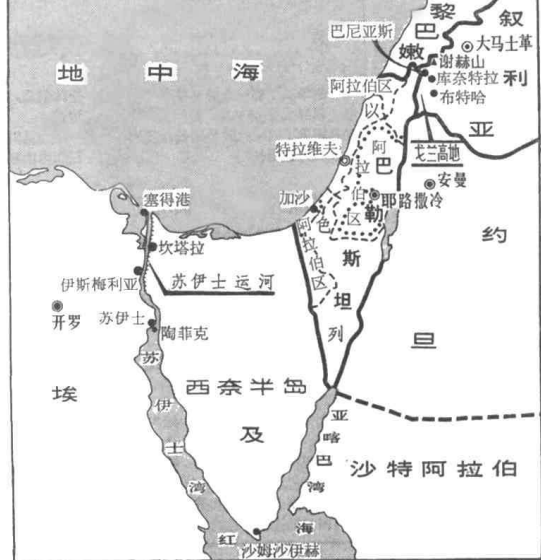 黎巴嫩
叙利亚
巴尼亚斯
大马士革
谢赫山
库奈特拉
布特哈
地中海
阿拉伯区
以色列
阿拉伯区
特拉维夫
戈兰高地
巴勒斯坦
安曼
耶路撒冷
加沙
阿拉伯区
塞得港
坎塔拉
约旦
伊斯梅利亚
苏伊士运河
开罗
苏伊士
陶菲克
埃及
西奈半岛
苏伊士湾
亚喀巴湾
沙特阿拉伯
红海
沙姆沙伊赫